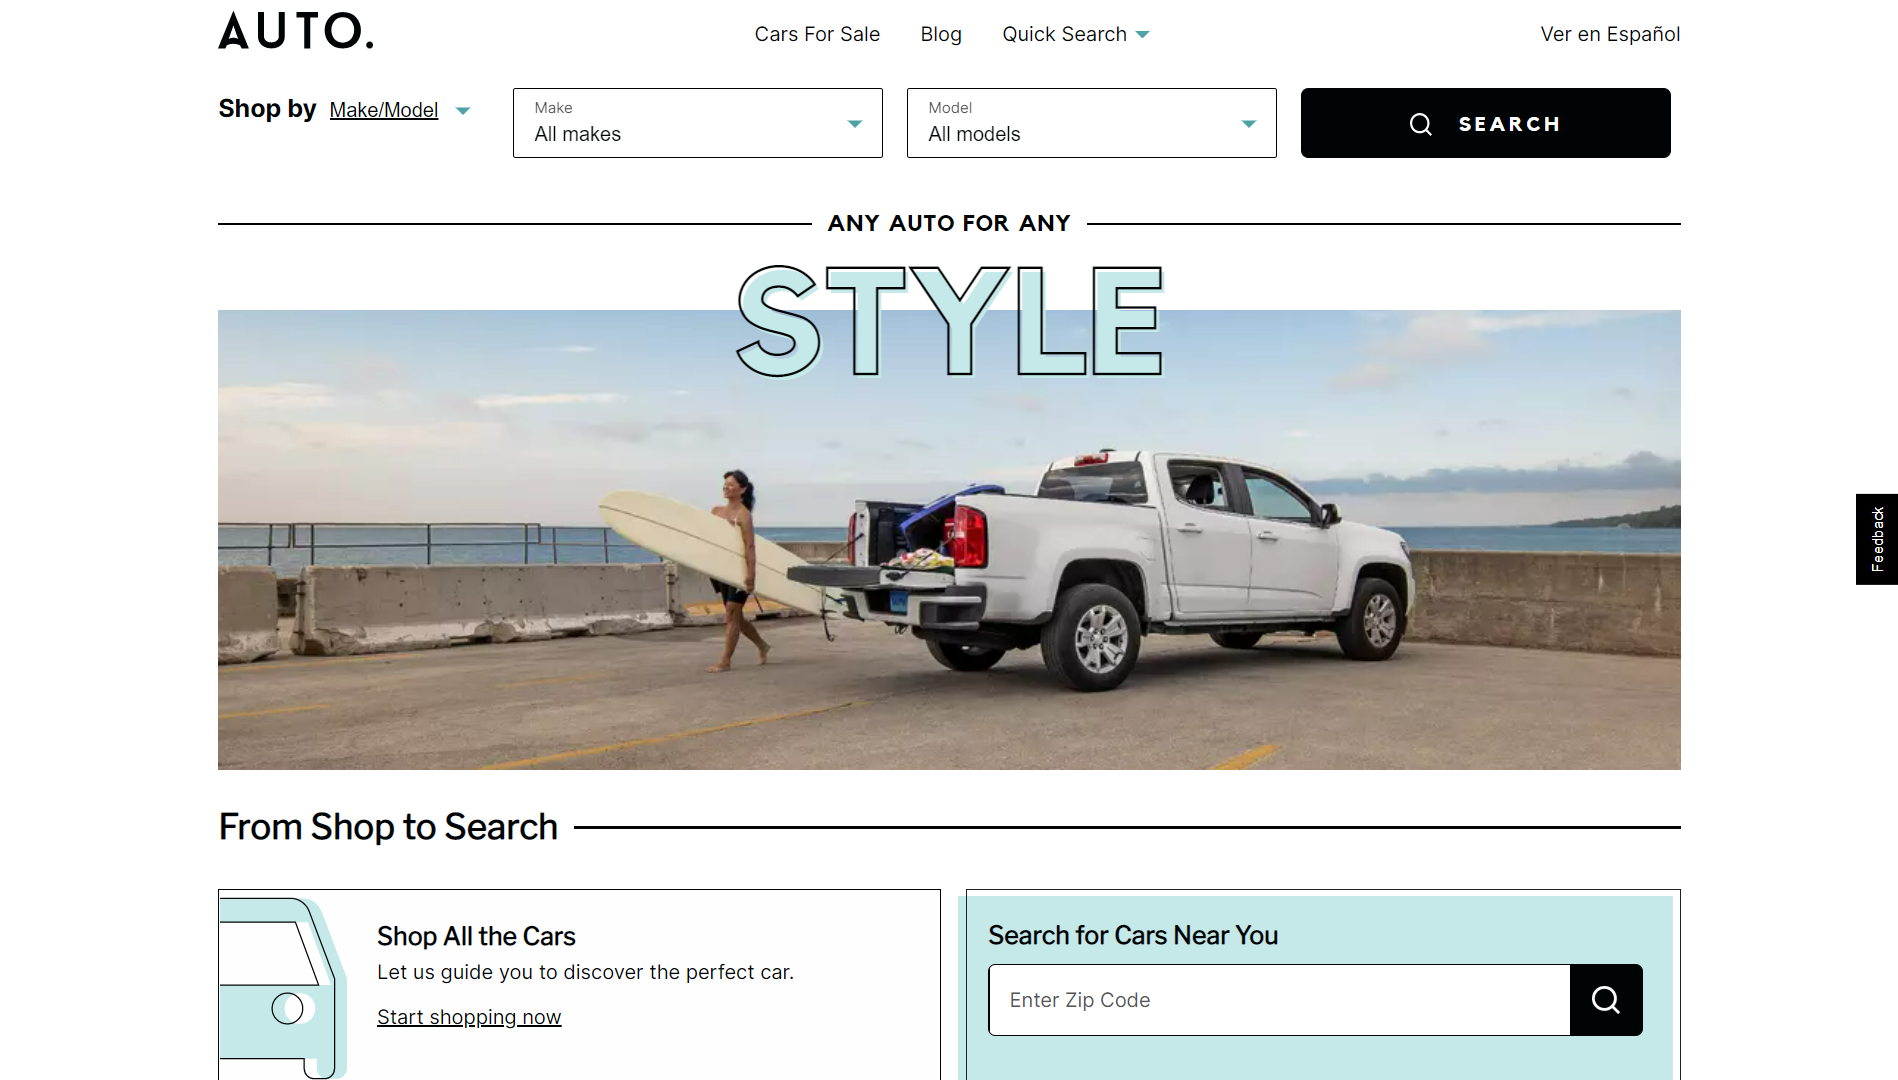 AUTO.
Cars For Sale
Blog
Quick Search
Ver en Español
Shop by Make/Model
Make
All makes
Model
All models
SEARCH
ANY AUTO FOR ANY
STYLE
Feedback
From Shop to Search
Shop All the Cars
Let us guide you to discover the perfect car.
Start shopping now
Search for Cars Near You
Enter Zip Code